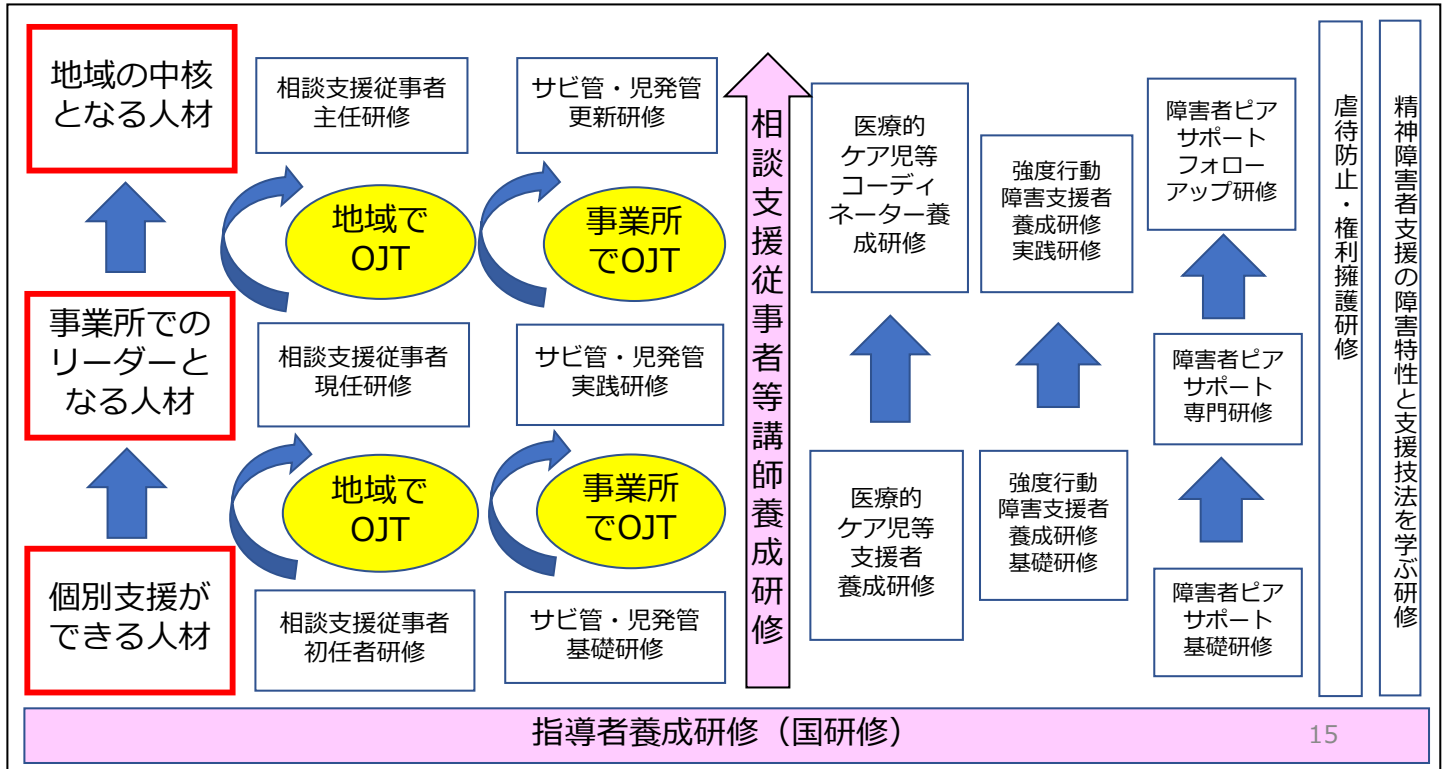 地域の中核
となる人材
事業所での
リーダーと
なる人材
個別支援が
できる人材
相談支援従事者
主任研修
地域で
OJT
相談支援従事者
現任研修
地域で
OJT
相談支援従事者
初任者研修
サビ管・児発管
更新研修
事業所
でOJT
サビ管・児発管
実践研修
事業所
でOJT
サビ管・児発管
基礎研修
相談支援従事者等講師養成研修
医療的
ケア児等
コーディ
ネーター養
成研修
医療的
ケア児等
支援者
養成研修
強度行動
障害支援者
養成研修
実践研修
強度行動
障害支援者
養成研修
基礎研修
障害者ピア
サポート
フォロー
アップ研修
障害者ピア
サポート
専門研修
障害者ピア
サポート
基礎研修
虐待防止・権利擁護研修
精神障害者支援の障害特性と支援技法を学ぶ研修
指導者養成研修（国研修）
15